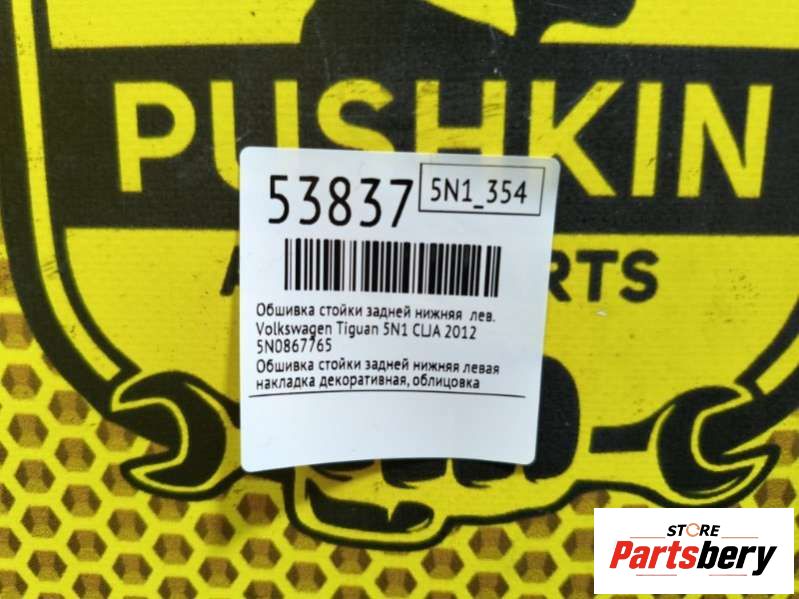 PUSHKIN
53837
5N1_354
RTS
Обшивка стойки задней нижняя лев.
Volkswagen Tiguan 5N1 CLJA 2012
5N0867765
Обшивка стойки задней нижняя левая
накладка декоративная, облицовка
STORE
Partsbery